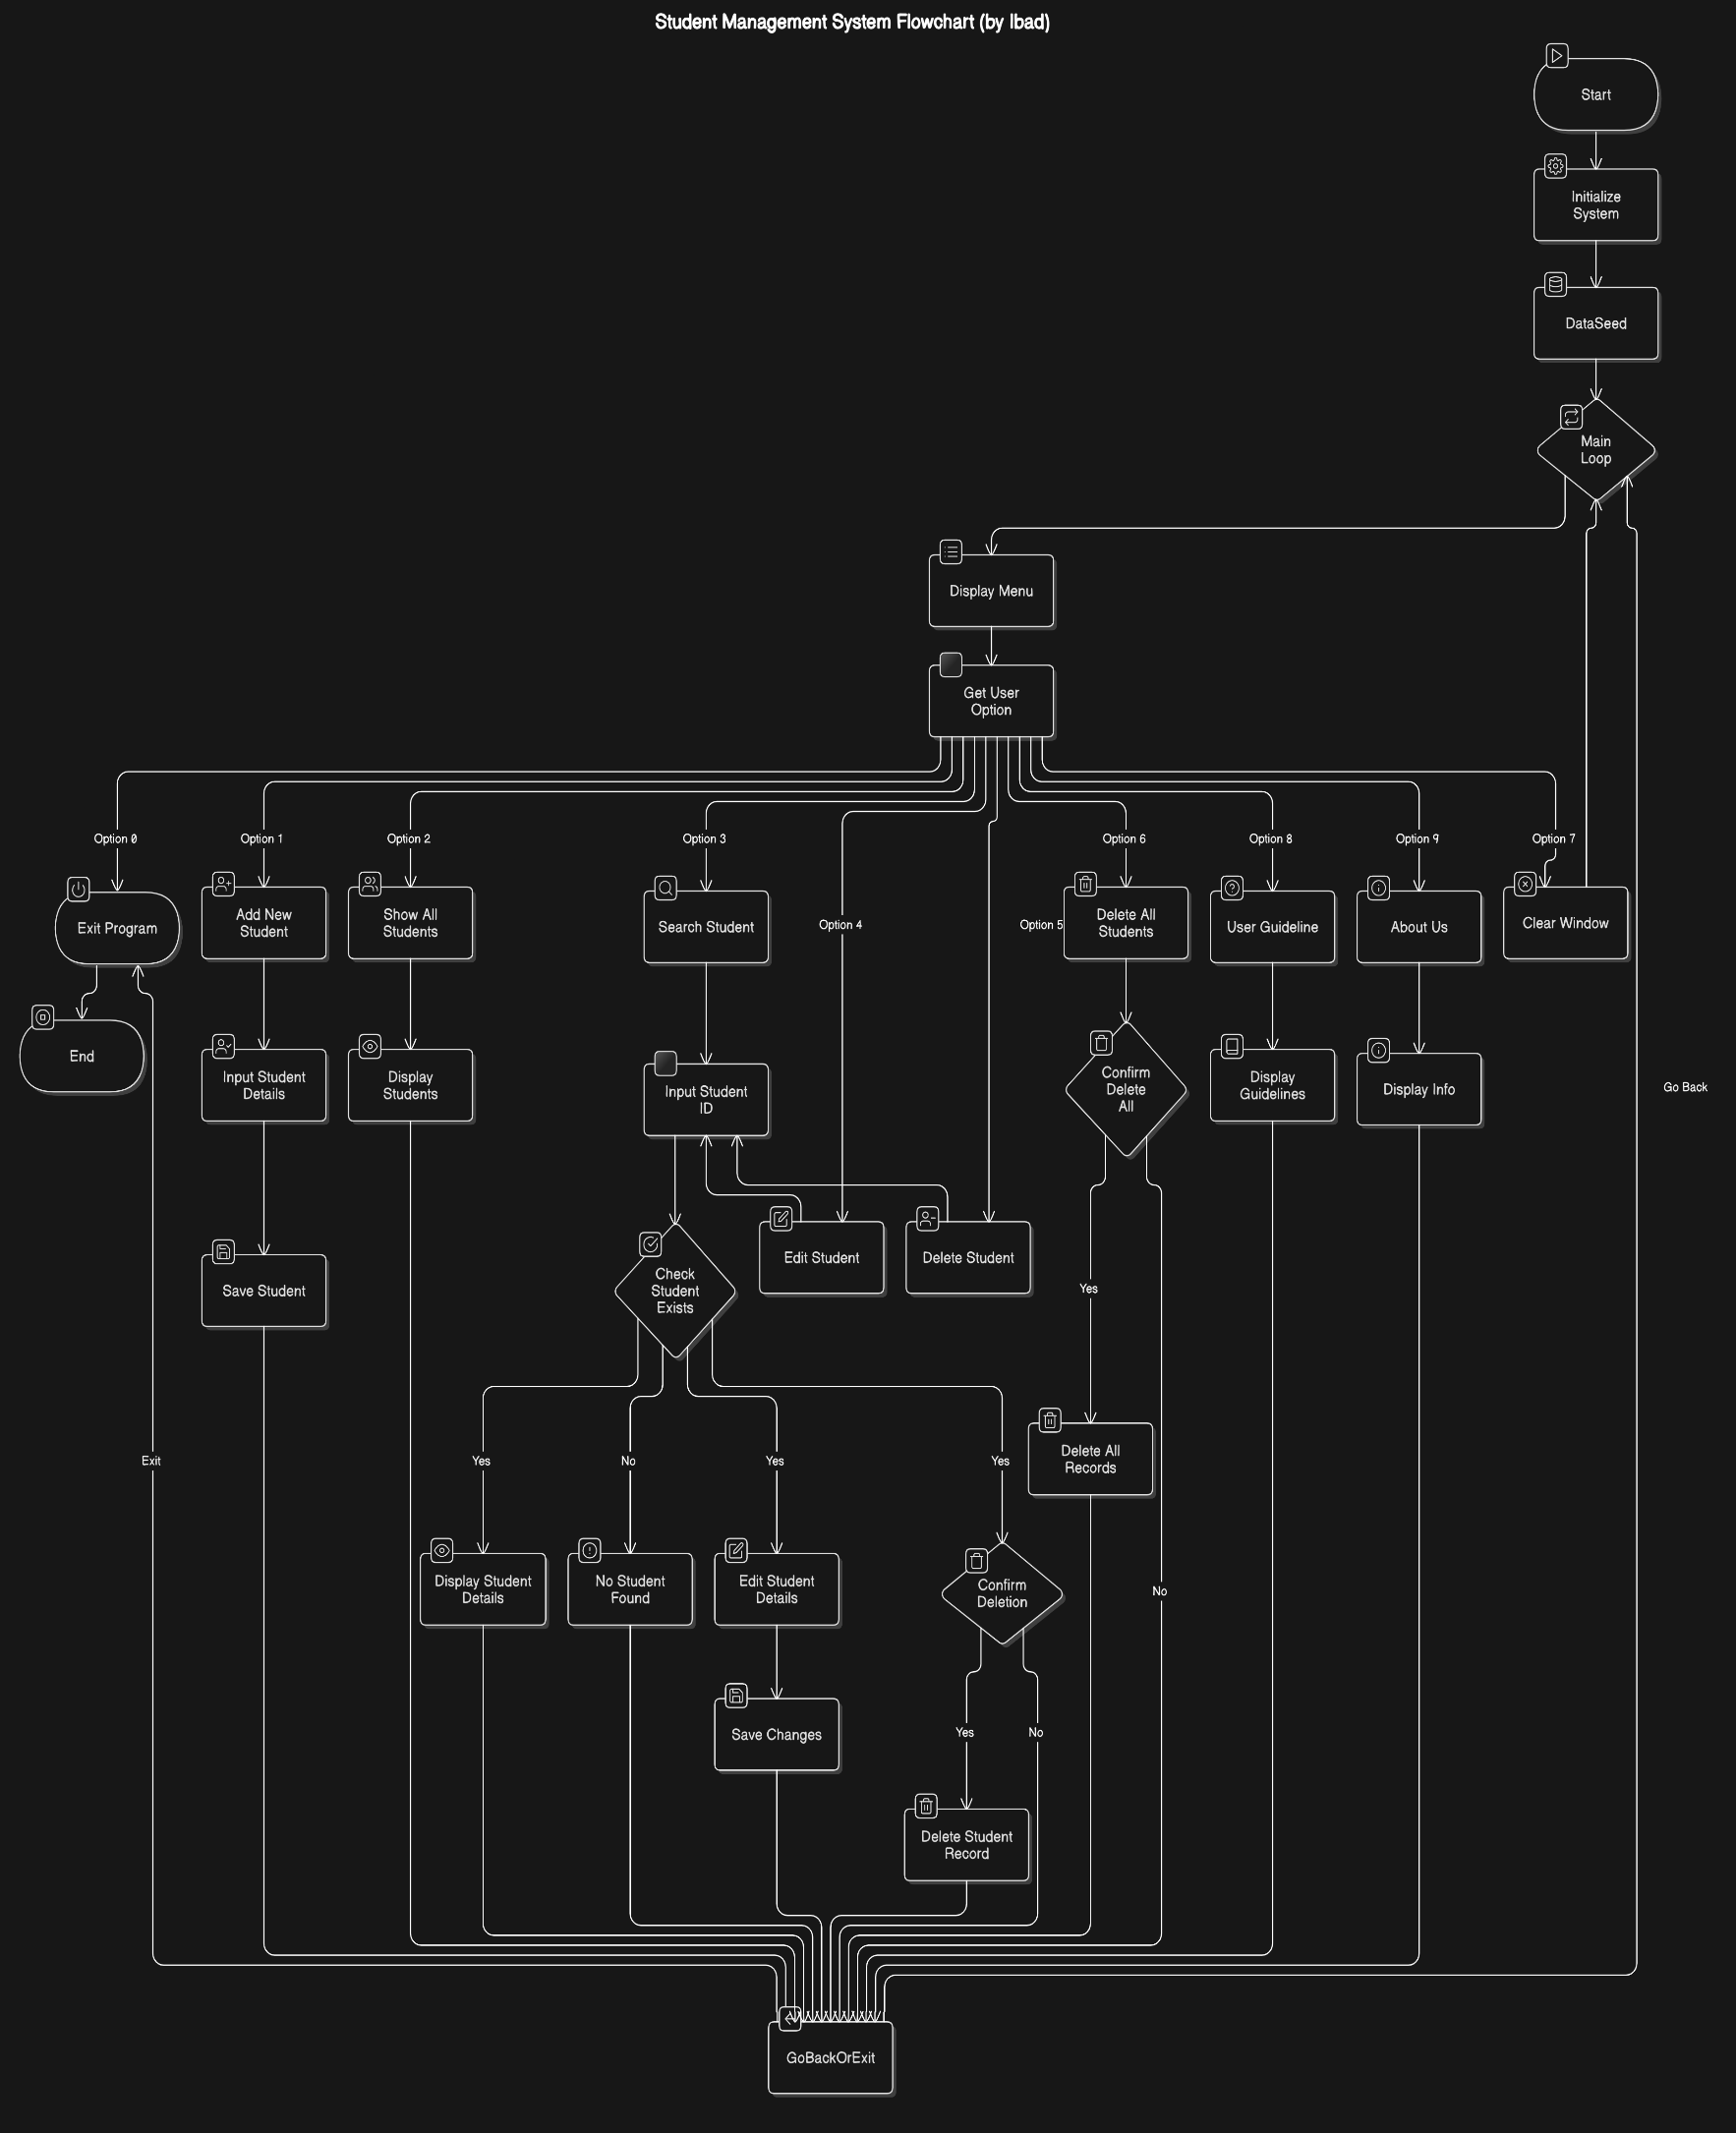 Student Management System Flowchart (by Ibad)
Start
Initialize
System
DataSeed
Main
Loop
Display Menu
Get User
Option
Option 0
Option 1
Option 2
Option 3
Option 6
Option 8
Option 9
Option 7
Exit Program
Add New
Student
Show All
Students
Search Student
Option 4
Option 5
Delete All
Students
User Guideline
About Us
Clear Window
End
Input Student
Details
Display
Students
Input Student
ID
Confirm
Delete
All
Display
Guidelines
Display Info
Go Back
Save Student
Check
Student
Exists
Edit Student
Delete Student
Yes
Exit
Yes
No
Yes
Yes
Delete All
Records
Display Student
Details
No Student
Found
Edit Student
Details
Confirm
Deletion
No
Save Changes
Yes
No
Delete Student
Record
GoBackOrExit